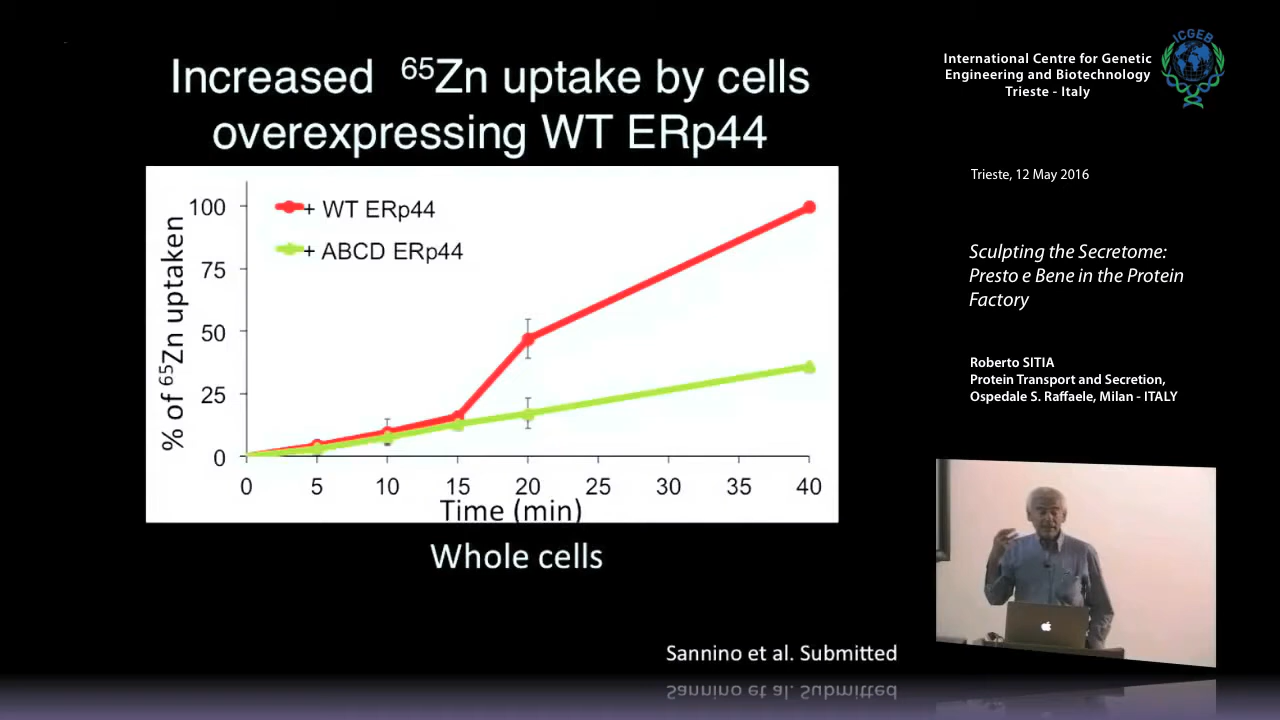 Increased ⁶⁵Zn uptake by cells
overexpressing WT ERp44
% of ⁶⁵Zn uptaken
100
75
50
25
0
+ WT ERp44
+ ABCD ERp44
0 5 10 15 20 25 30 35 40
Time (min)
Whole cells
Sannino et al. Submitted
International Centre for Genetic
Engineering and Biotechnology
Trieste - Italy
ICGEB
Trieste, 12 May 2016
Sculpting the Secretome:
Presto e Bene in the Protein
Factory
Roberto SITIA
Protein Transport and Secretion,
Ospedale S. Raffaele, Milan - ITALY